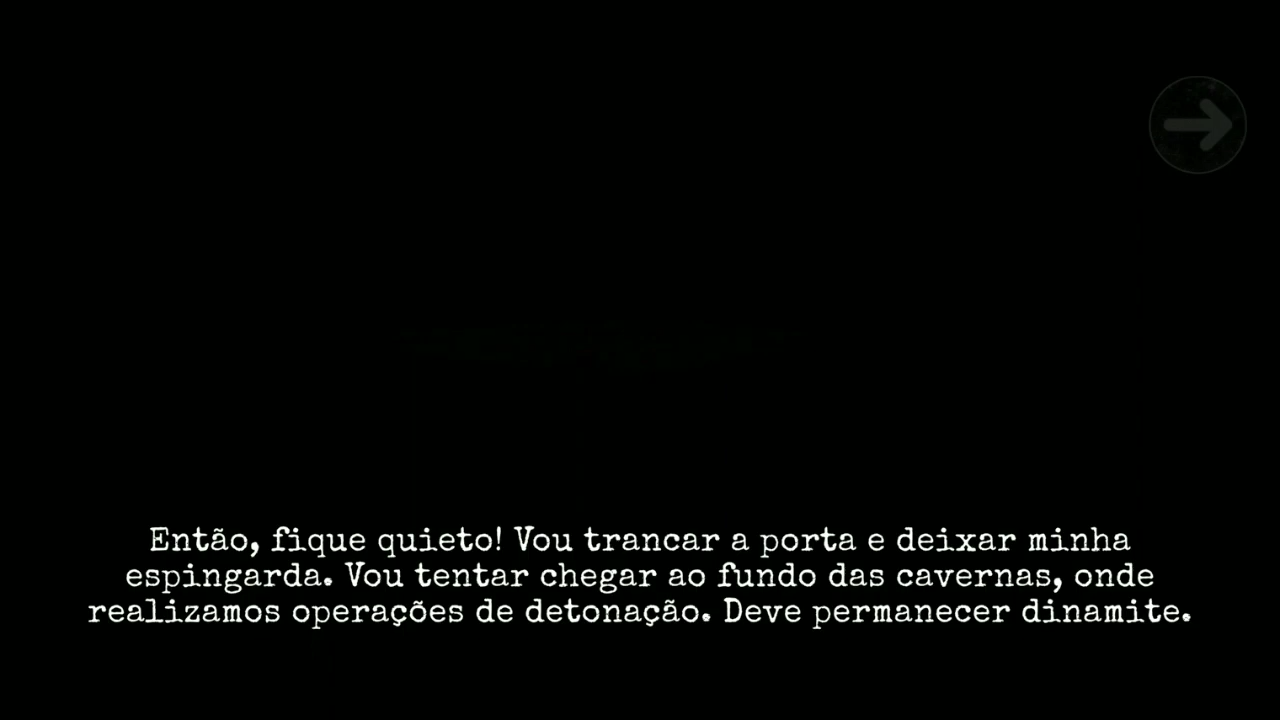 Então, fique quieto! Vou trancar a porta e deixar minha
espingarda. Vou tentar chegar ao fundo das cavernas, onde
realizamos operações de detonação. Deve permanecer dinamite.